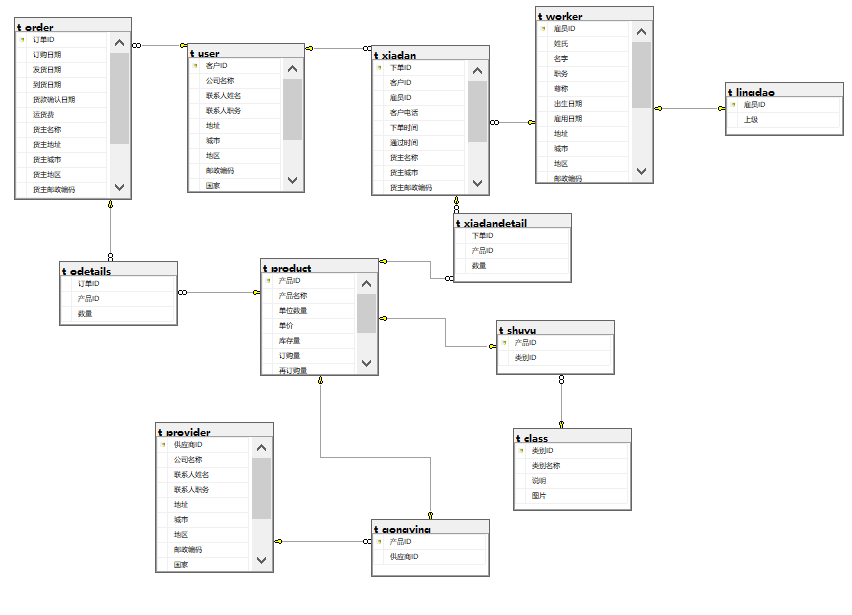 t_order
订单ID
订购日期
发货日期
到货日期
货款确认日期
运货费
货主名称
货主地址
货主城市
货主地区
货主邮政编码
t_user
客户ID
公司名称
联系人姓名
联系人职务
地址
城市
地区
邮政编码
国家
t_xiadan
下单ID
客户ID
雇员ID
客户电话
下单时间
通过时间
货主名称
货主城市
货主邮政编码
t_worker
雇员ID
姓氏
名字
职务
尊称
出生日期
雇用日期
地址
城市
地区
邮政编码
t_lingdao
雇员ID
上级
t_xiadandetail
下单ID
产品ID
数量
t_odetails
订单ID
产品ID
数量
t_product
产品ID
产品名称
单位数量
单价
库存量
订购量
再订购量
t_shuyu
产品ID
类别ID
t_class
类别ID
类别名称
说明
图片
t_provider
供应商ID
公司名称
联系人姓名
联系人职务
地址
城市
地区
邮政编码
国家
t_gongying
产品ID
供应商ID